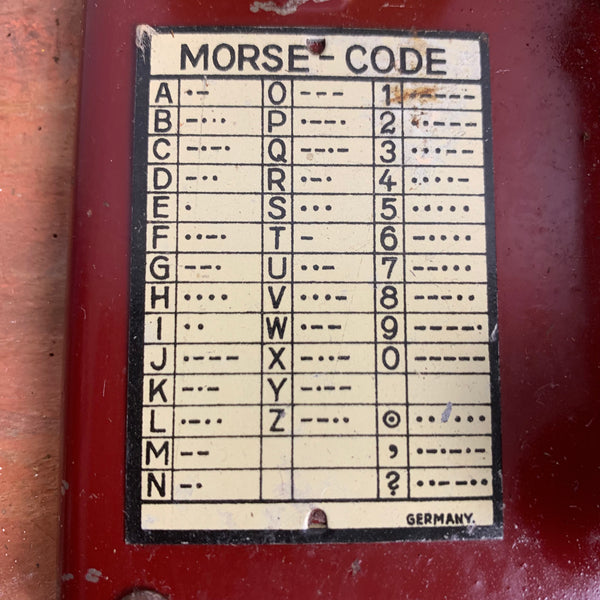 MORSE-CODE
A ·– O ––– 1 ·––––
B –··· P ·––· 2 ··–––
C –·–· Q ––·– 3 ···––
D –·· R ·–· 4 ····–
E · S ··· 5 ·····
F ··–· T – 6 –····
G ––· U ··– 7 ––···
H ···· V ···– 8 –––··
I ·· W ·–– 9 ––––·
J ·––– X –··– 0 –––––
K –·– Y –·––
L ·–·· Z ––·· ⊙ ······
M –– , ·–·–·–
N –· ? ··––··
GERMANY.